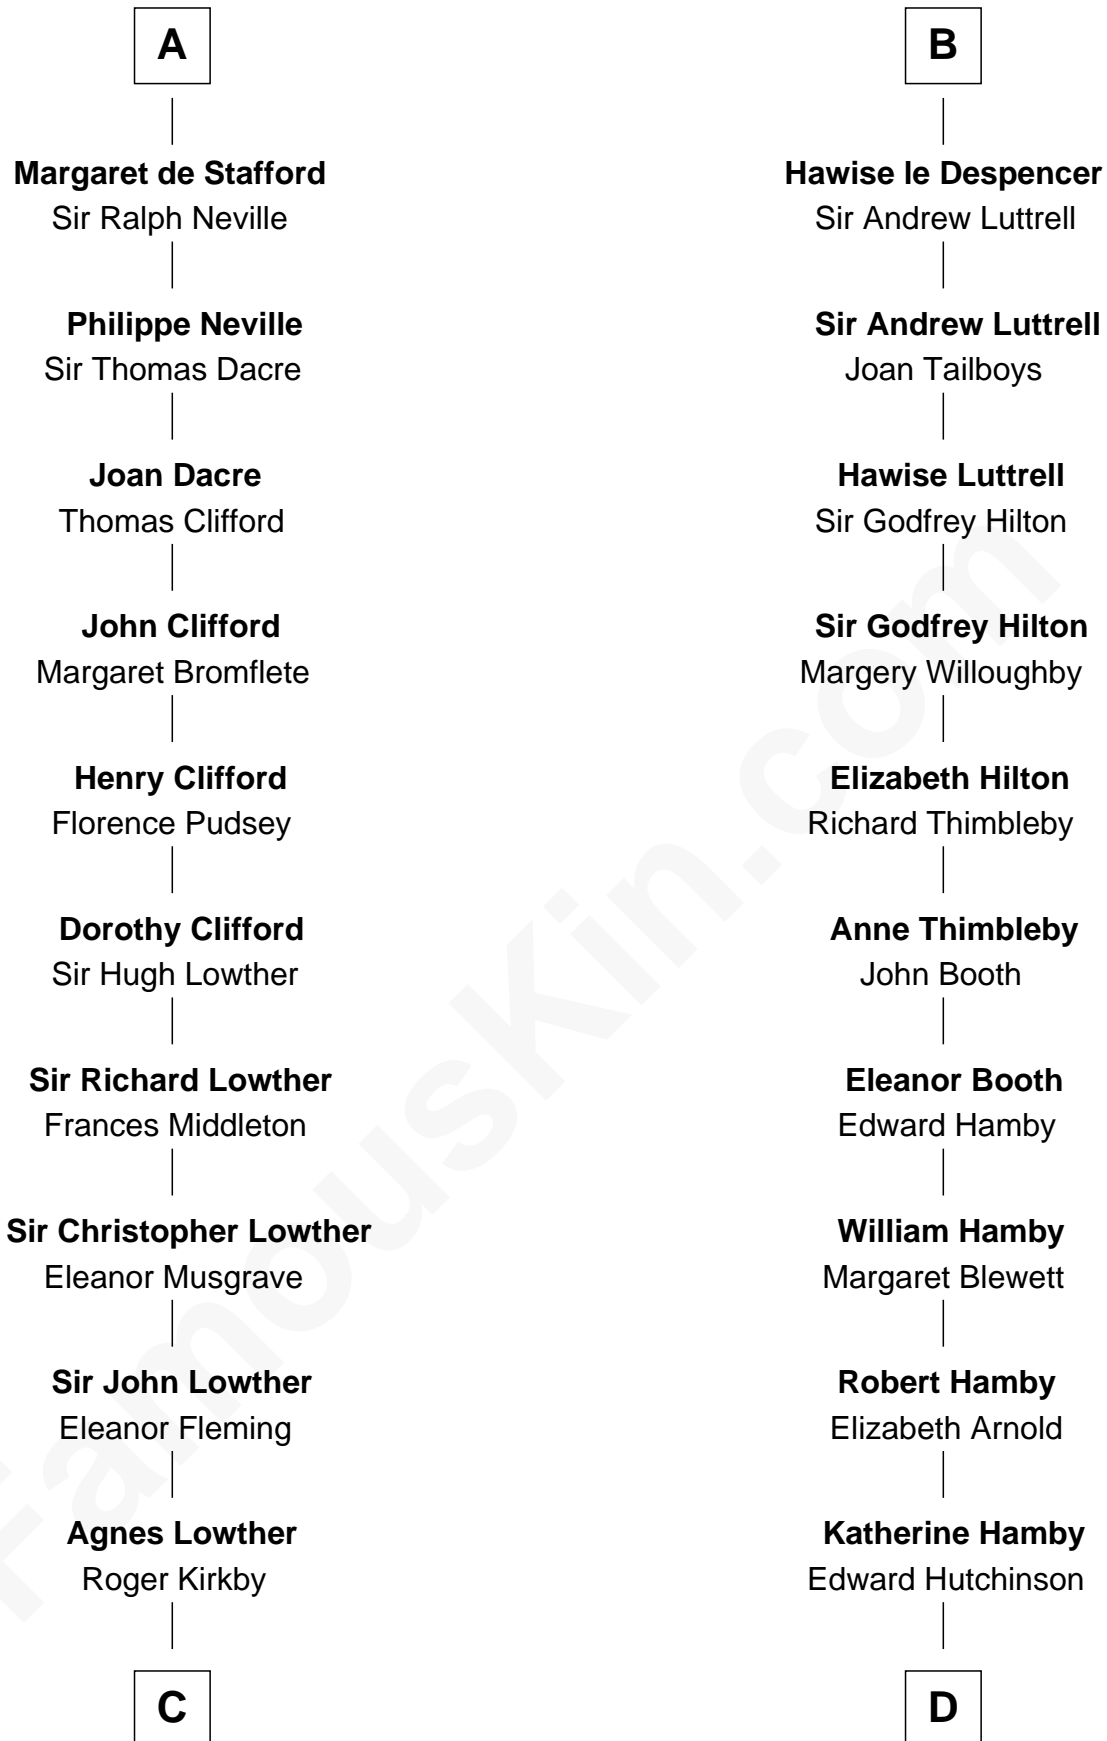 A
Margaret de Stafford
Sir Ralph Neville
Philippe Neville
Sir Thomas Dacre
Joan Dacre
Thomas Clifford
John Clifford
Margaret Bromflete
Henry Clifford
Florence Pudsey
Dorothy Clifford
Sir Hugh Lowther
Sir Richard Lowther
Frances Middleton
Sir Christopher Lowther
Eleanor Musgrave
Sir John Lowther
Eleanor Fleming
Agnes Lowther
Roger Kirkby
C
B
Hawise le Despencer
Sir Andrew Luttrell
Sir Andrew Luttrell
Joan Tailboys
Hawise Luttrell
Sir Godfrey Hilton
Sir Godfrey Hilton
Margery Willoughby
Elizabeth Hilton
Richard Thimbleby
Anne Thimbleby
John Booth
Eleanor Booth
Edward Hamby
William Hamby
Margaret Blewett
Robert Hamby
Elizabeth Arnold
Katherine Hamby
Edward Hutchinson
D
FamousKin.com